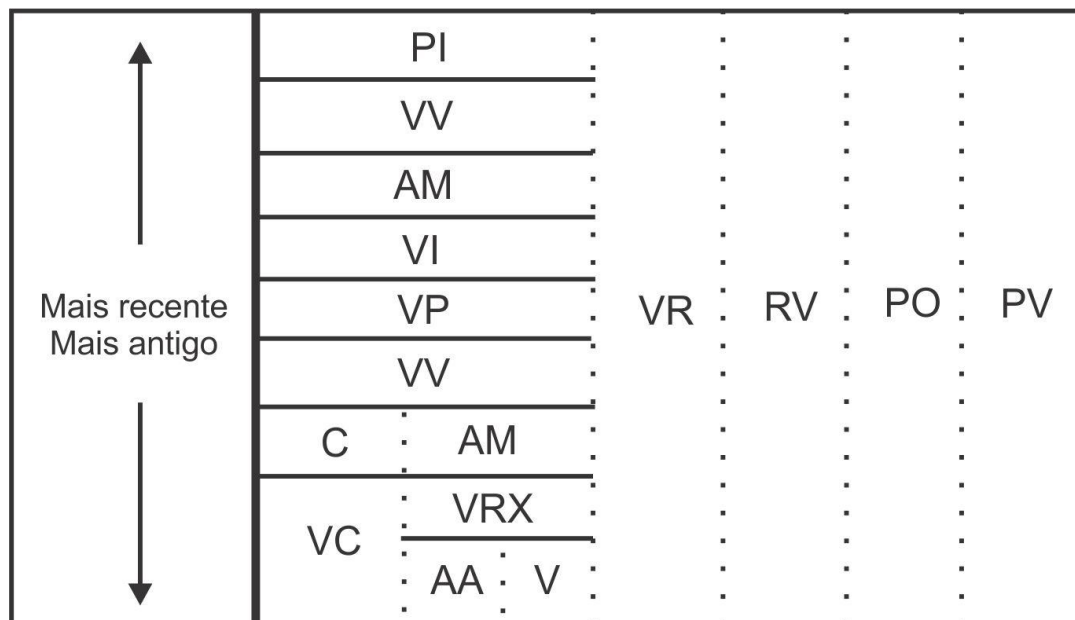 PI
VV
AM
VI
Mais recente
Mais antigo
VP
VR
RV
PO
PV
VV
C
AM
VRX
VC
AA
V